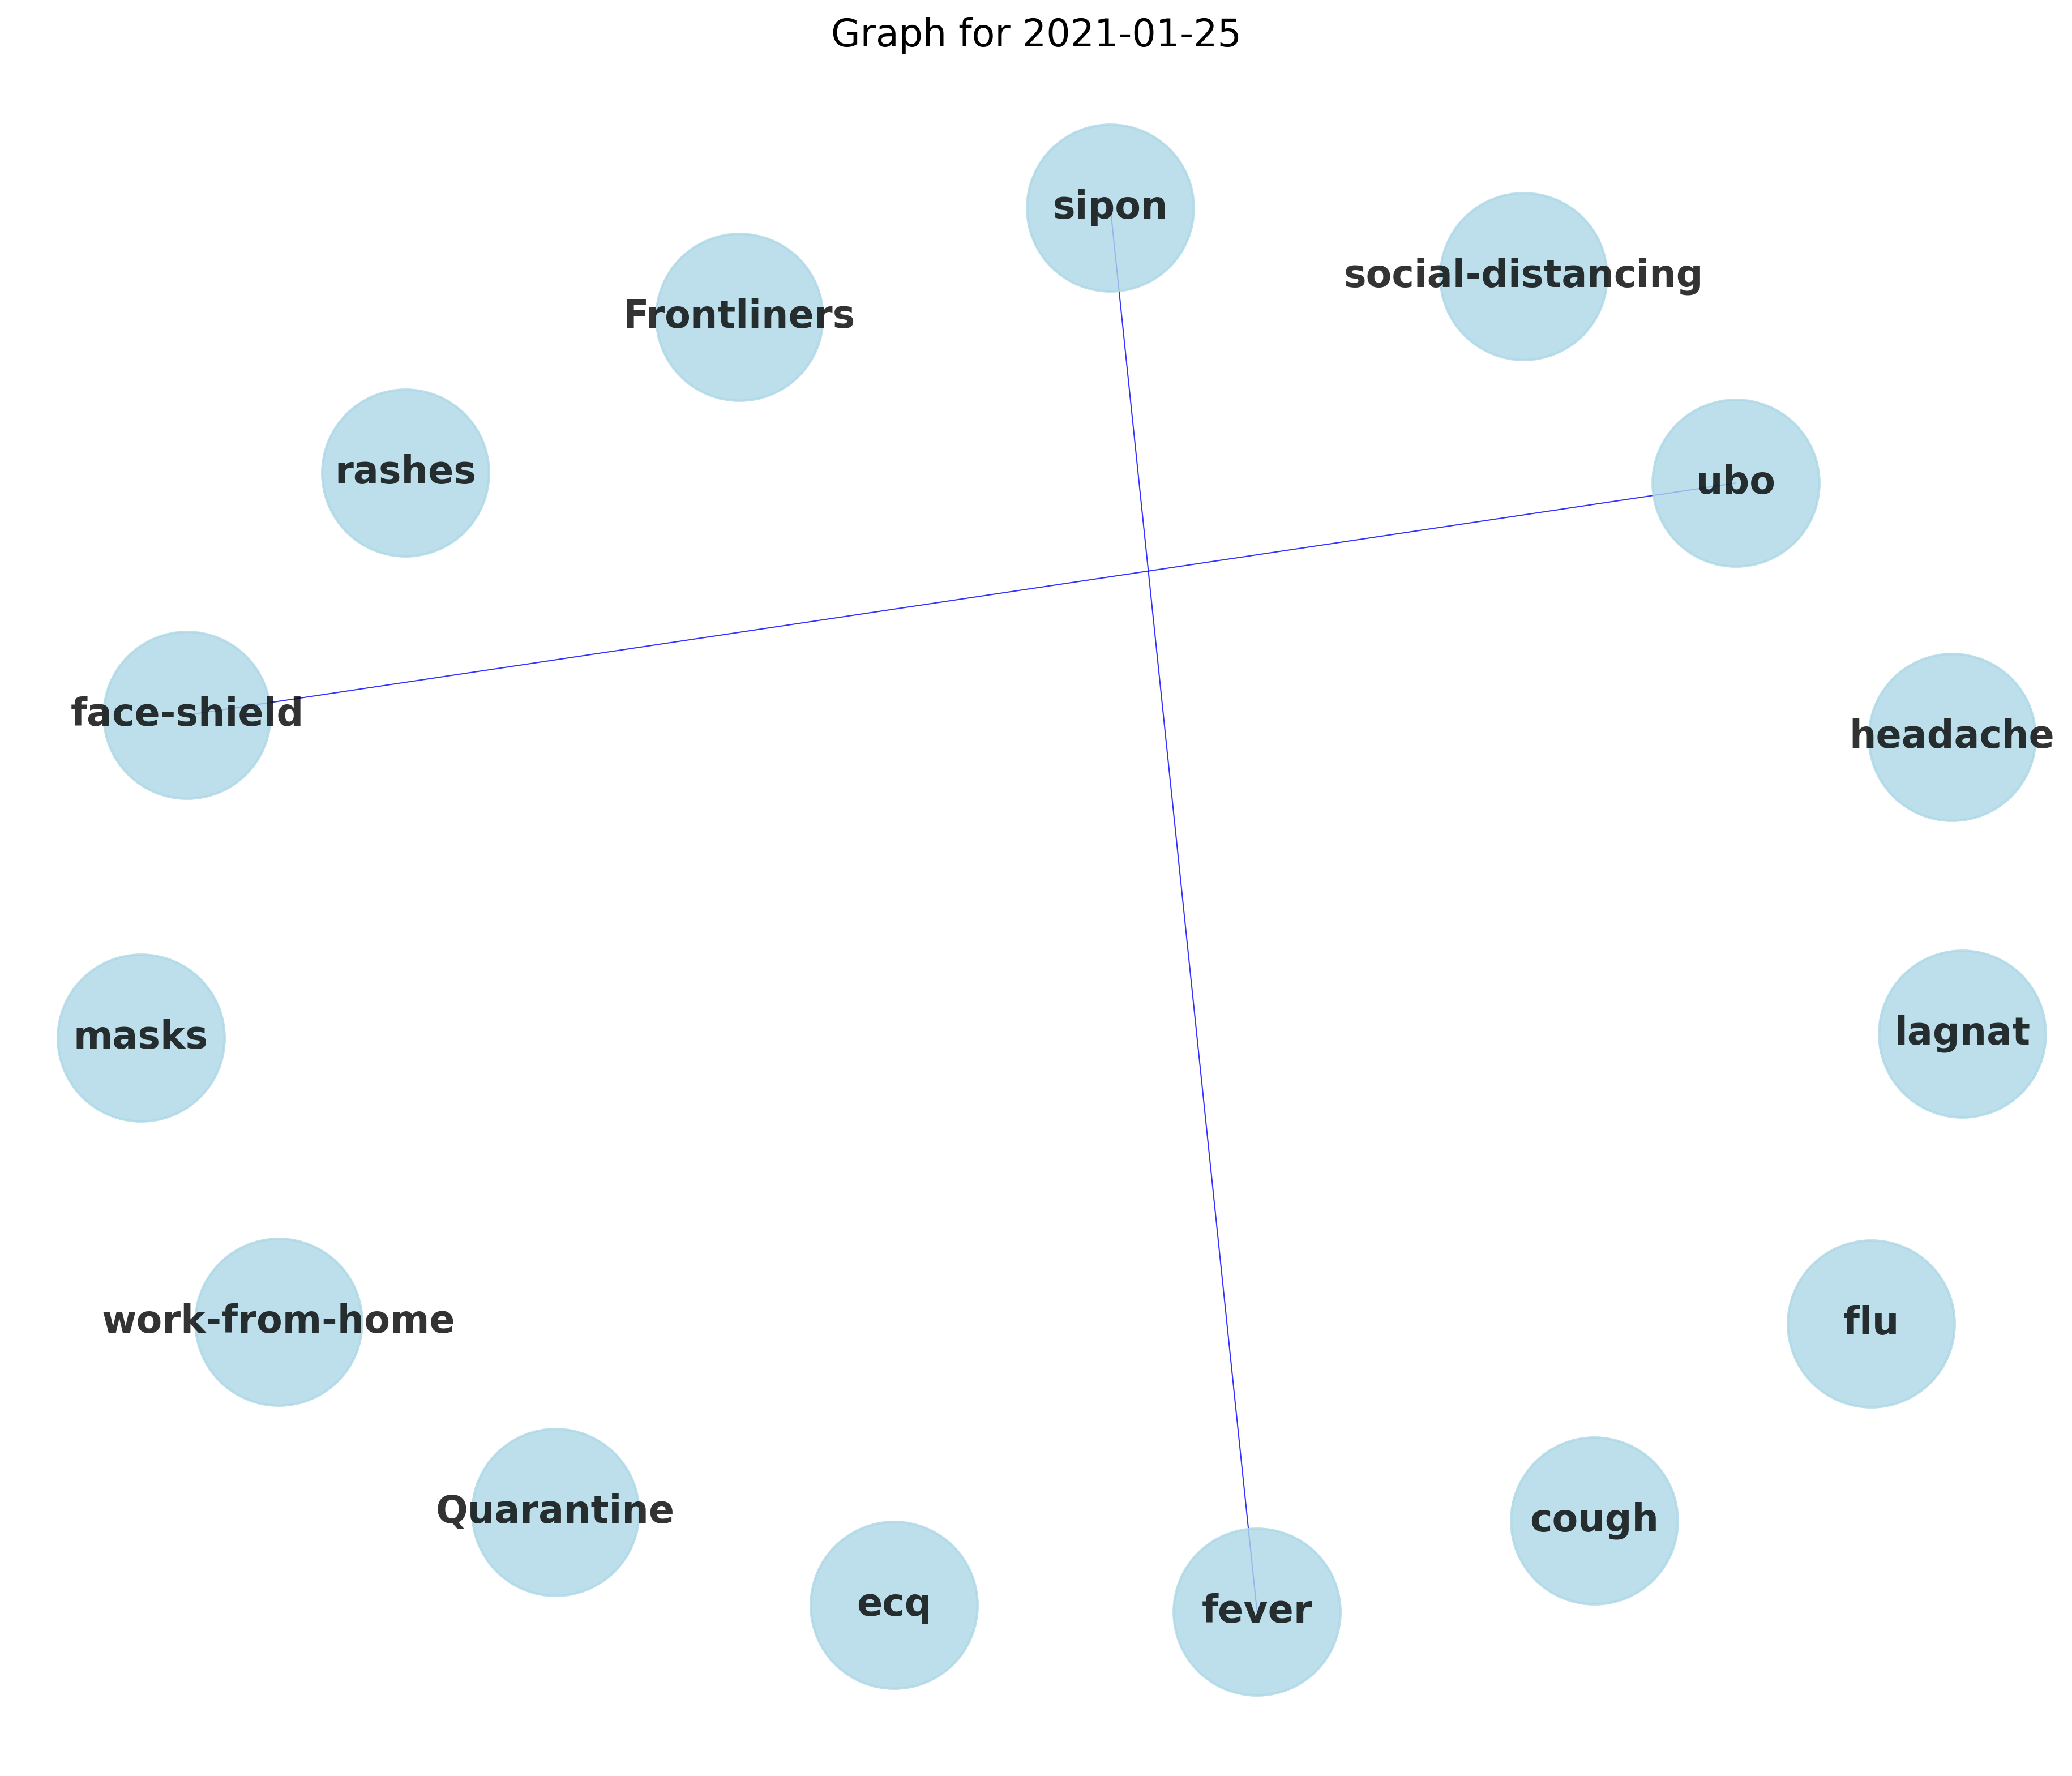 Graph for 2021-01-25
sipon
social-distancing
Frontliners
rashes
ubo
face-shield
headache
masks
lagnat
work-from-home
flu
Quarantine
cough
ecq
fever